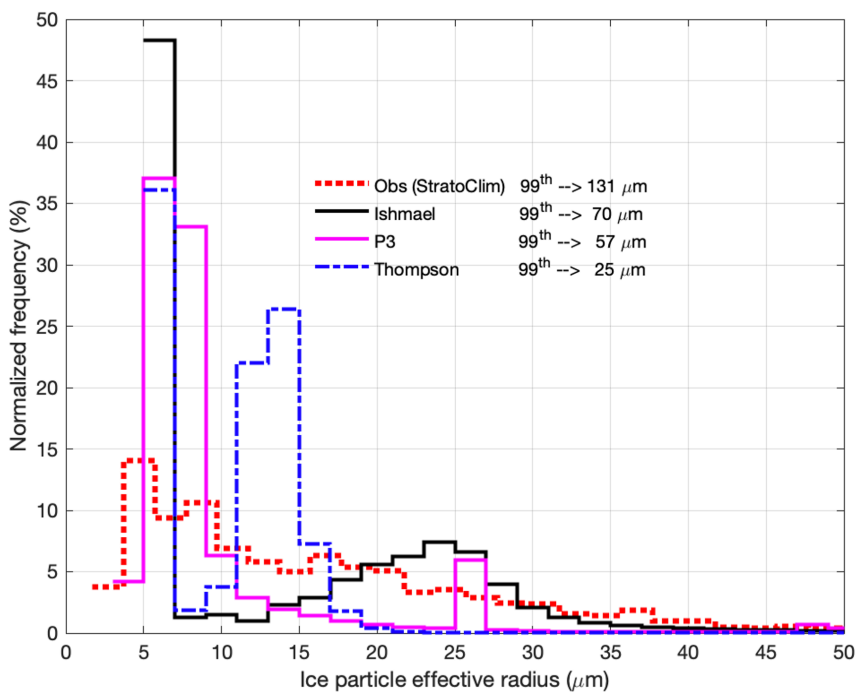 50
45
40
35
30
25
20
15
10
5
0
Normalized frequency (%)
Obs (StratoClim) 99th --> 131 μm
Ishmael 99th --> 70 μm
P3 99th --> 57 μm
Thompson 99th --> 25 μm
0 5 10 15 20 25 30 35 40 45 50
Ice particle effective radius (μm)